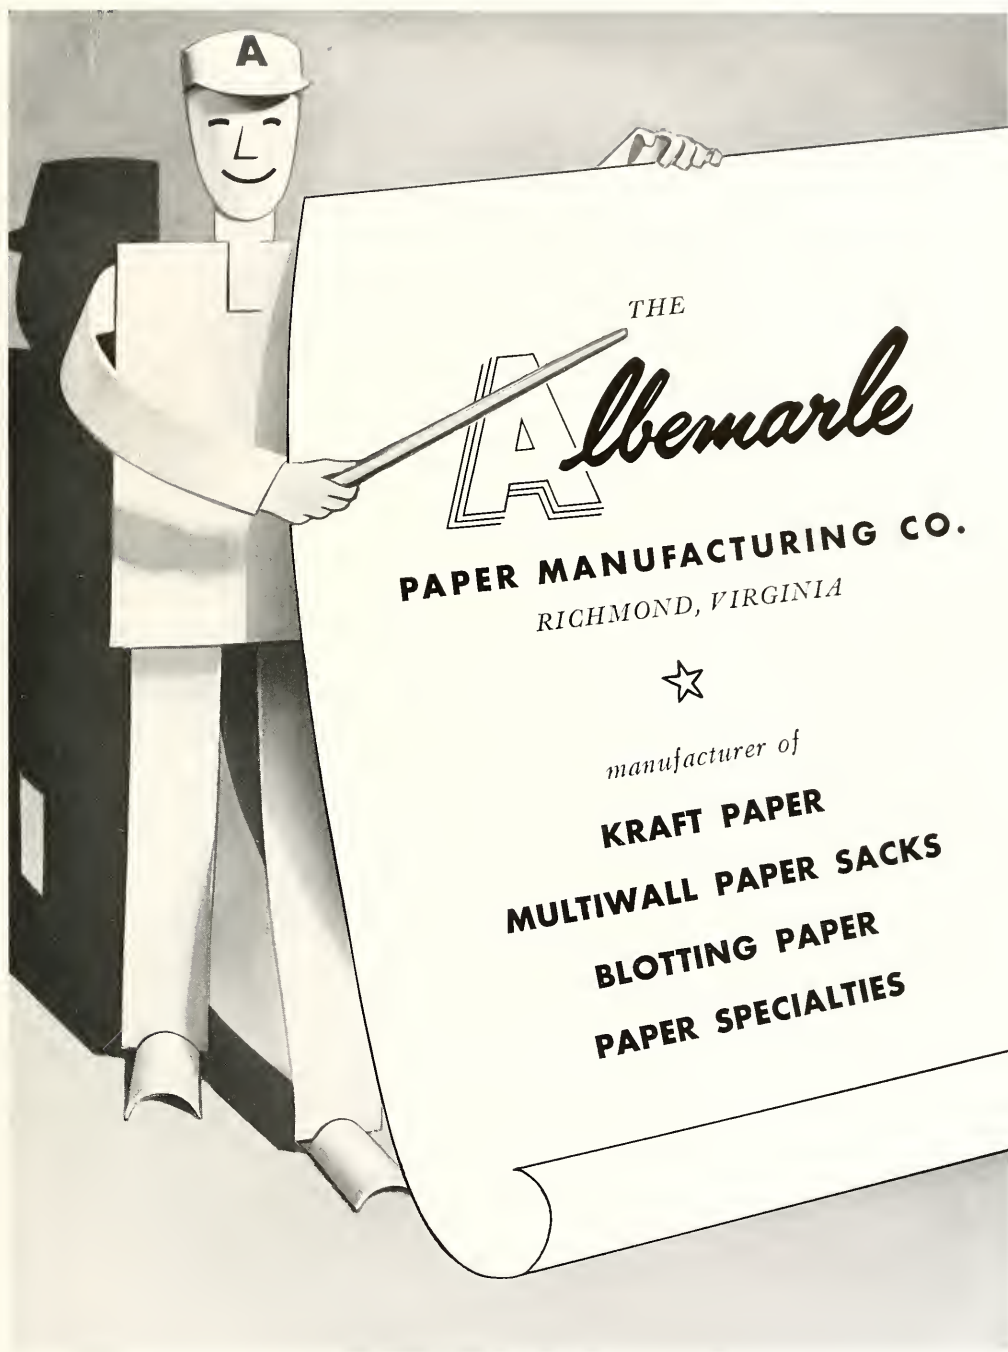 A
THE
Albemarle
PAPER MANUFACTURING CO.
RICHMOND, VIRGINIA
manufacturer of
KRAFT PAPER
MULTIWALL PAPER SACKS
BLOTTING PAPER
PAPER SPECIALTIES